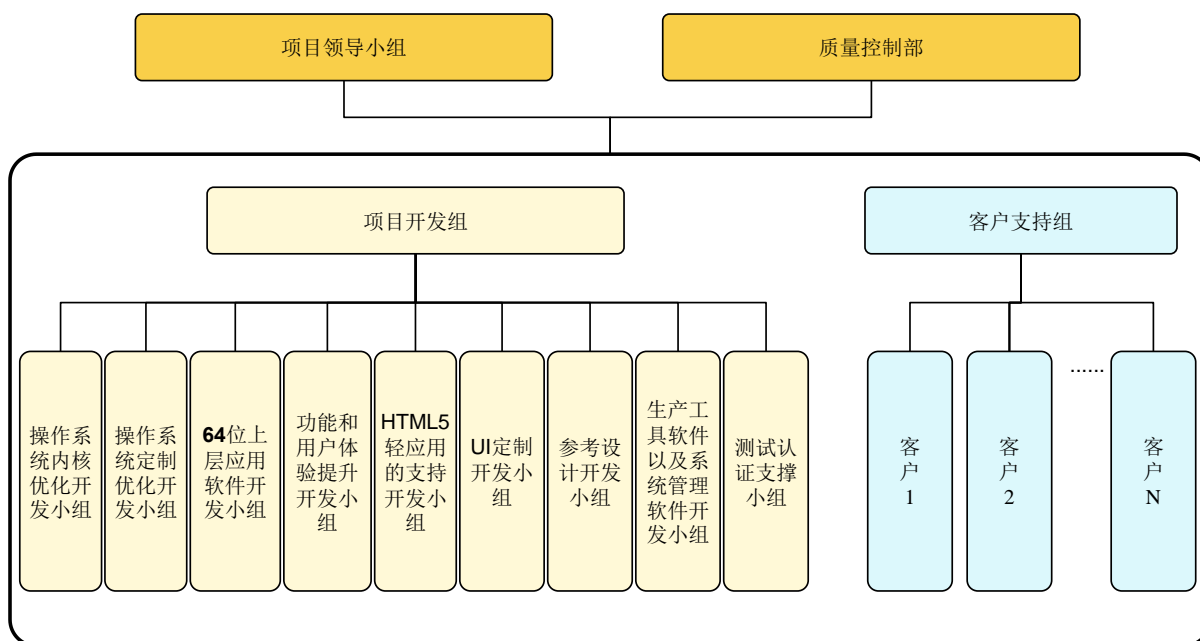 项目领导小组
质量控制部
项目开发组
客户支持组
操作系
统内核
优化开
发小组
操作系
统定制
优化开
发小组
64位上
层应用
软件开
发小组
功能和
用户体
验提升
开发小
组
HTML5
轻应用
的支持
开发小
组
UI定制
开发小
组
参考设
计开发
小组
生产工
具软件
以及系
统管理
软件开
发小组
测试认
证支撑
小组
客
户
1
客
户
2
......
客
户
N